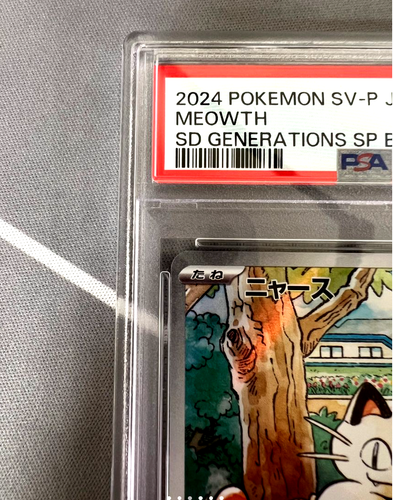 2024 POKEMON SV-P J
MEOWTH
SD GENERATIONS SP E
PSA
たね
ニャース